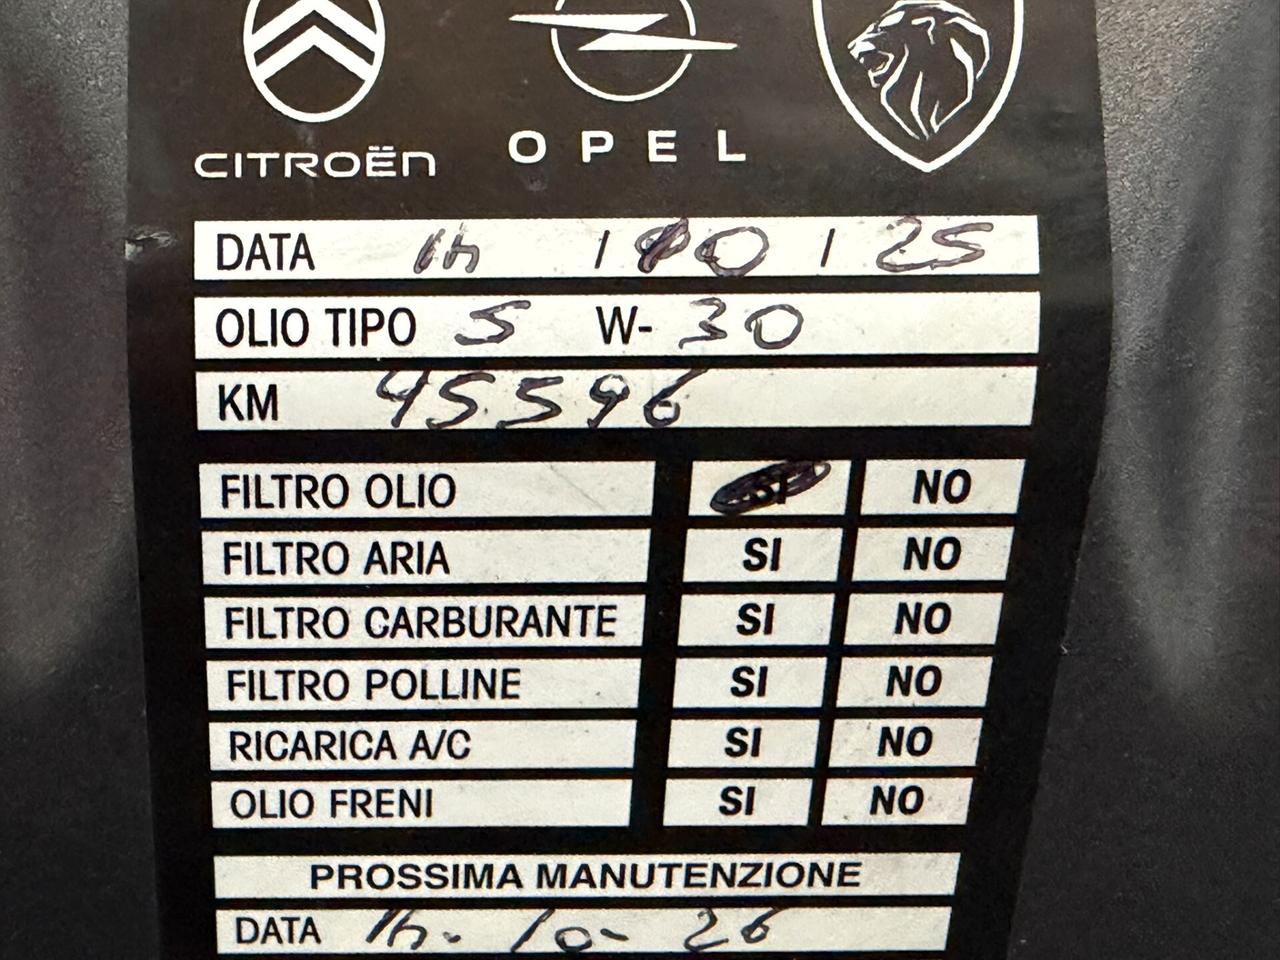 CITROËN
OPEL
DATA 14 / 10 / 25
OLIO TIPO 5 W- 30
KM 45596
FILTRO OLIO SI NO
FILTRO ARIA SI NO
FILTRO CARBURANTE SI NO
FILTRO POLLINE SI NO
RICARICA A/C SI NO
OLIO FRENI SI NO
PROSSIMA MANUTENZIONE
DATA 14-10-26